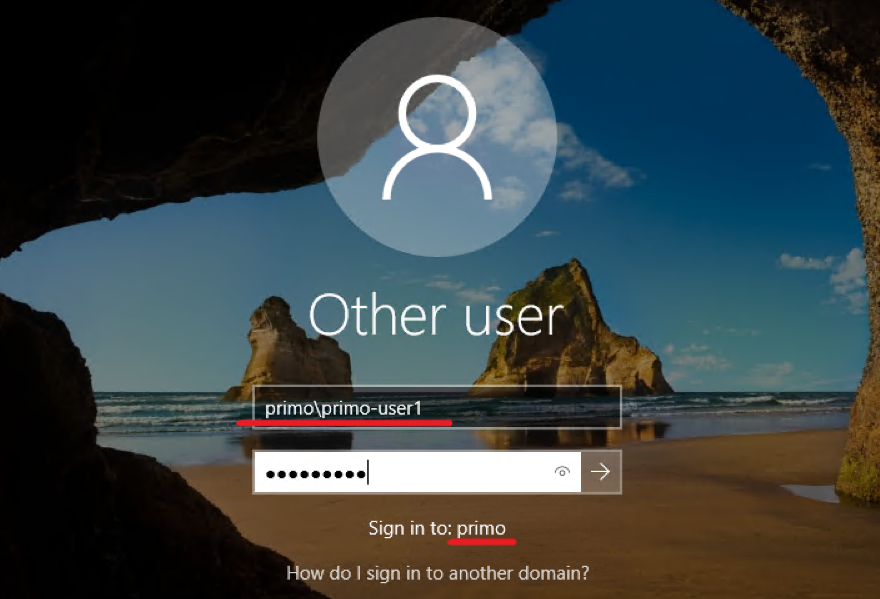 Other user
primo\primo-user1
●●●●●●●●●
Sign in to: primo
How do I sign in to another domain?